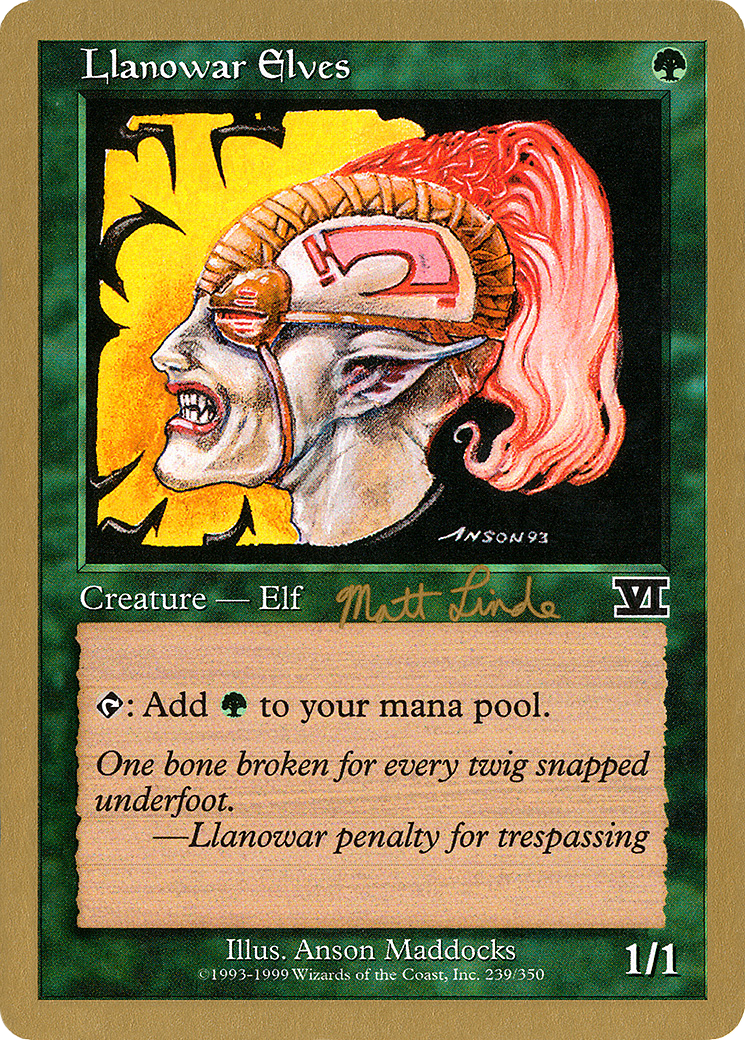 Llanowar Elves
ANSON93
Creature — Elf
Matt Linde
VI
: Add to your mana pool.
One bone broken for every twig snapped
underfoot.
—Llanowar penalty for trespassing
Illus. Anson Maddocks
©1993-1999 Wizards of the Coast, Inc. 239/350
1/1